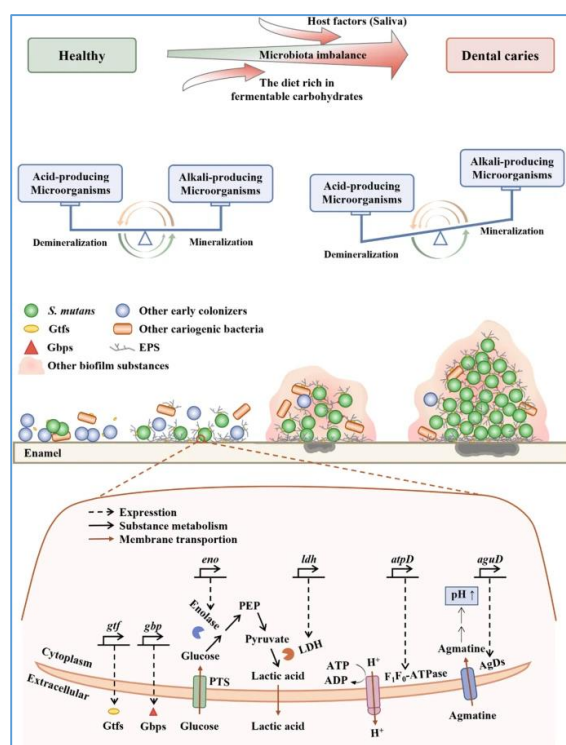 Host factors (Saliva)
Healthy
Microbiota imbalance
Dental caries
The diet rich in
fermentable carbohydrates
Acid-producing
Microorganisms
Alkali-producing
Microorganisms
Demineralization
Mineralization
Acid-producing
Microorganisms
Alkali-producing
Microorganisms
Demineralization
Mineralization
S. mutans
Other early colonizers
Gtfs
Other cariogenic bacteria
Gbps
EPS
Other biofilm substances
Enamel
Expresstion
Substance metabolism
Membrane transportion
eno
ldh
atpD
aguD
pH ↑
Enolase
PEP
gtf
gbp
Pyruvate
LDH
Cytoplasm
Glucose
Agmatine
Extracellular
PTS
Lactic acid
ATP
ADP
H⁺
F₁F₀-ATPase
AgDs
Gtfs
Gbps
Glucose
Lactic acid
H⁺
Agmatine